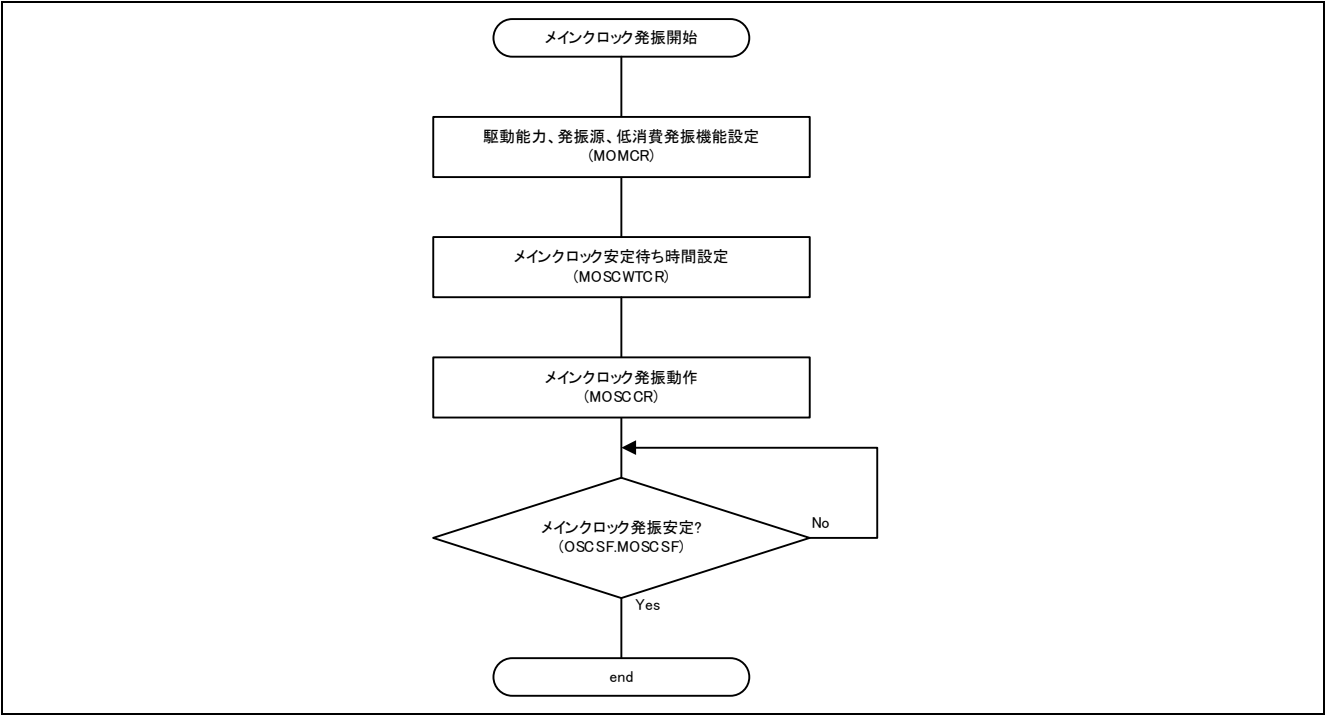 メインクロック発振開始
駆動能力、発振源、低消費発振機能設定
(MOMCR)
メインクロック安定待ち時間設定
(MOSCWTCR)
メインクロック発振動作
(MOSCCR)
メインクロック発振安定?
(OSCSF.MOSCSF)
No
Yes
end